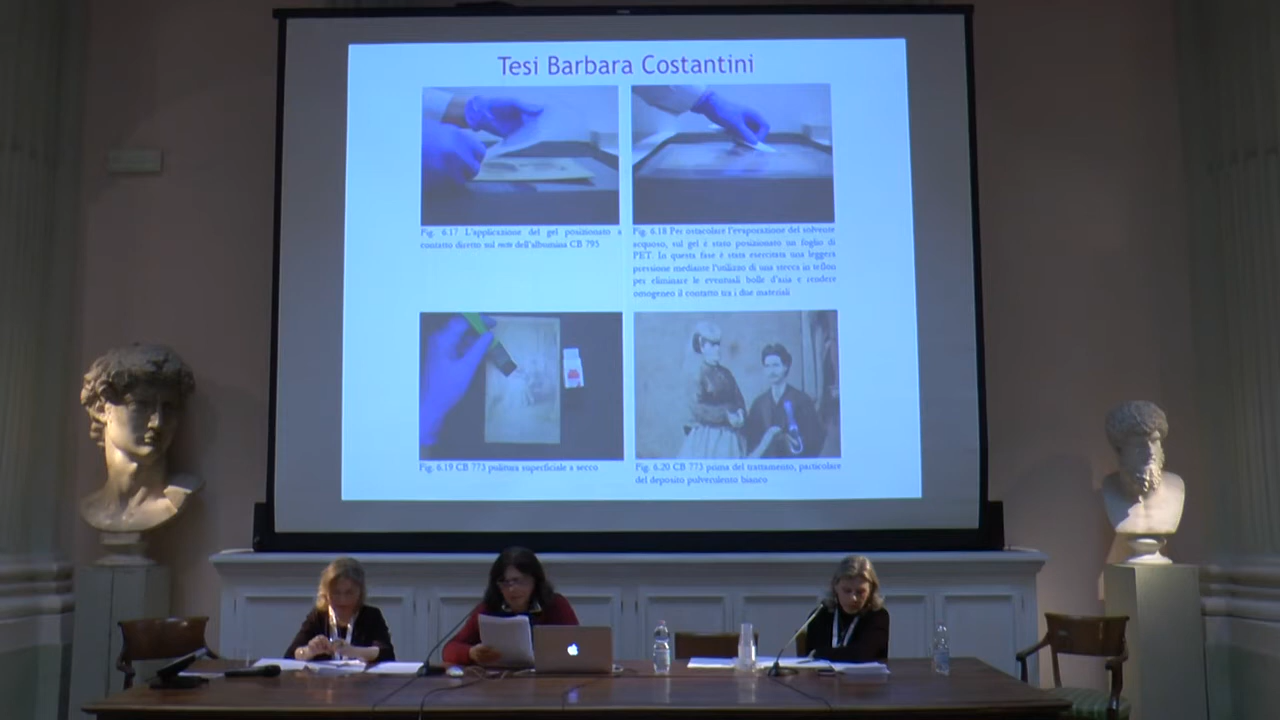 Tesi Barbara Costantini
Fig. 6.17 L'applicazione del gel posizionato a
contatto diretto sul recto dell'albumina CB 795
Fig. 6.18 Per ostacolare l'evaporazione del solvente
acquoso, sul gel è stato posizionato un foglio di
PET. In questa fase è stata esercitata una leggera
pressione mediante l'utilizzo di una stecca in teflon
per eliminare le eventuali bolle d'aria e rendere
omogeneo il contatto tra i due materiali
Fig. 6.19 CB 773 pulitura superficiale a secco
Fig. 6.20 CB 773 prima del trattamento, particolare
del deposito pulverulento bianco